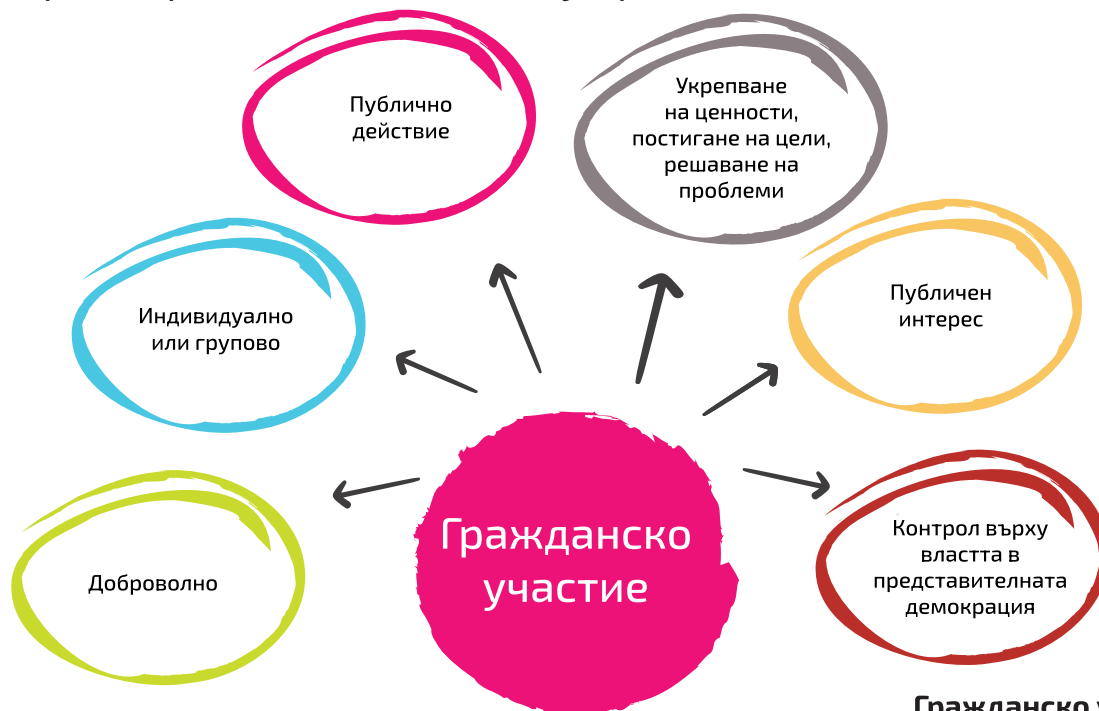 Публично
действие
Укрепване
на ценности,
постигане на цели,
решаване на
проблеми
Индивидуално
или групово
Публичен
интерес
Доброволно
Гражданско
участие
Контрол върху
властта в
представителната
демокрация
Гражданско